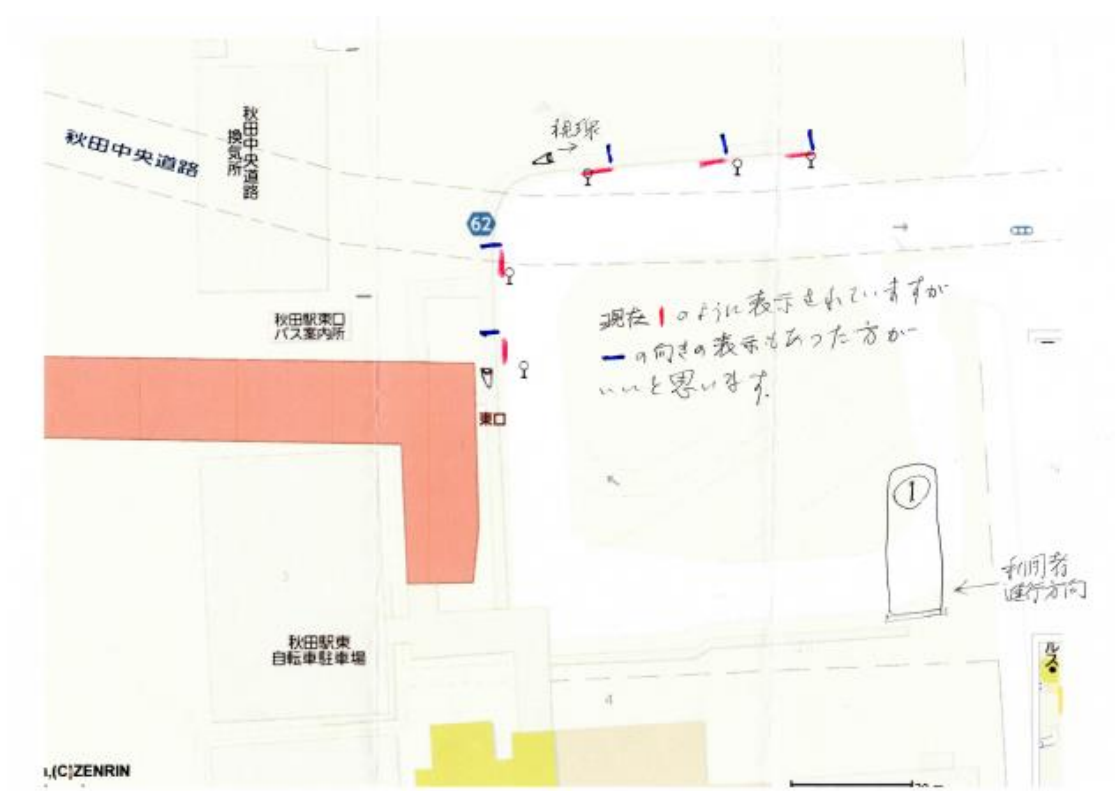 視線
→
秋田中央道路
秋田中央道路
換気所
62
→
秋田駅東口
バス案内所
現在 のように表示されていますが
の向きの表示もあった方が
いいと思います。
東口
1
利用者
進行方向
3
秋田駅東
自転車駐車場
4
ルス
(C)ZENRIN